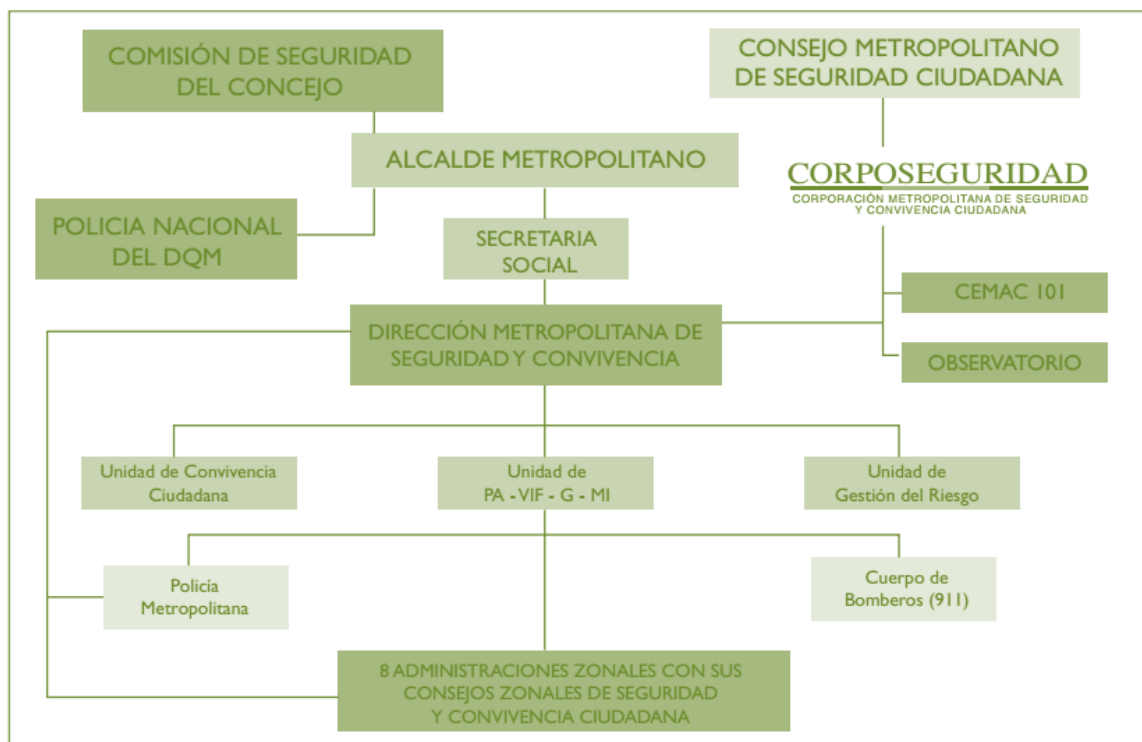 COMISIÓN DE SEGURIDAD
DEL CONCEJO
CONSEJO METROPOLITANO
DE SEGURIDAD CIUDADANA
ALCALDE METROPOLITANO
CORPOSEGURIDAD
CORPORACIÓN METROPOLITANA DE SEGURIDAD
Y CONVIVENCIA CIUDADANA
POLICIA NACIONAL
DEL DQM
SECRETARIA
SOCIAL
CEMAC 101
DIRECCIÓN METROPOLITANA DE
SEGURIDAD Y CONVIVENCIA
OBSERVATORIO
Unidad de Convivencia
Ciudadana
Unidad de
PA - VIF - G - MI
Unidad de
Gestión del Riesgo
Policía
Metropolitana
Cuerpo de
Bomberos (911)
8 ADMINISTRACIONES ZONALES CON SUS
CONSEJOS ZONALES DE SEGURIDAD
Y CONVIVENCIA CIUDADANA